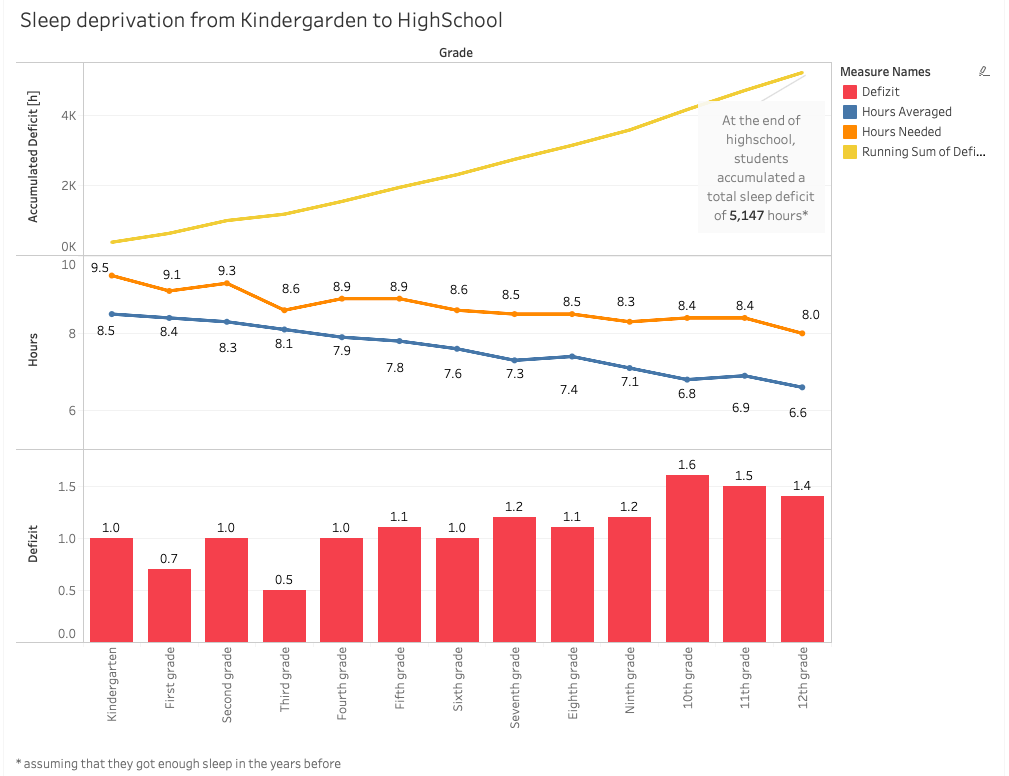 Sleep deprivation from Kindergarden to HighSchool
Grade
Measure Names
Defizit
Hours Averaged
Hours Needed
Running Sum of Defi...
Accumulated Deficit [h]
4K
2K
0K
At the end of
highschool,
students
accumulated a
total sleep deficit
of 5,147 hours*
Hours
10
8
6
9.5 9.1 9.3 8.6 8.9 8.9 8.6 8.5 8.5 8.3 8.4 8.4 8.0
8.5 8.4 8.3 8.1 7.9 7.8 7.6 7.3 7.4 7.1 6.8 6.9 6.6
Defizit
1.5
1.0
0.5
0.0
1.0 0.7 1.0 0.5 1.0 1.1 1.0 1.2 1.1 1.2 1.6 1.5 1.4
Kindergarten
First grade
Second grade
Third grade
Fourth grade
Fifth grade
Sixth grade
Seventh grade
Eighth grade
Ninth grade
10th grade
11th grade
12th grade
* assuming that they got enough sleep in the years before